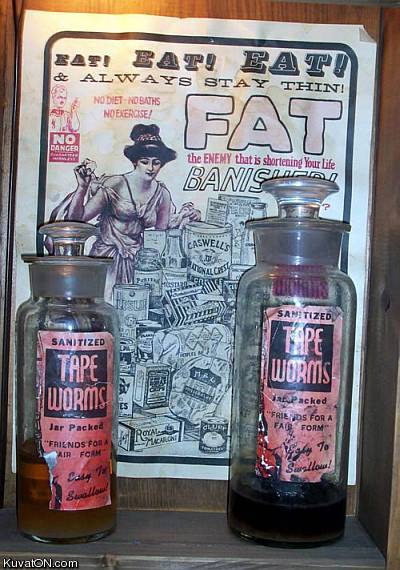 EAT! EAT! EAT!
& ALWAYS STAY THIN!
NO DIET · NO BATHS
NO EXERCISE!
FAT
the ENEMY that is shortening Your Life
BANISHED!
?
NO
DANGER
CASWELL'S
ROYAL
MACARONI
SANITIZED
TAPE
WORMS
Jar Packed
"FRIENDS FOR A
FAIR FORM"
Easy To
Swallow!
SANITIZED
TAPE
WORMS
Jar Packed
"FRIENDS FOR A
FAIR FORM"
Easy To
Swallow!
KuvatON.com